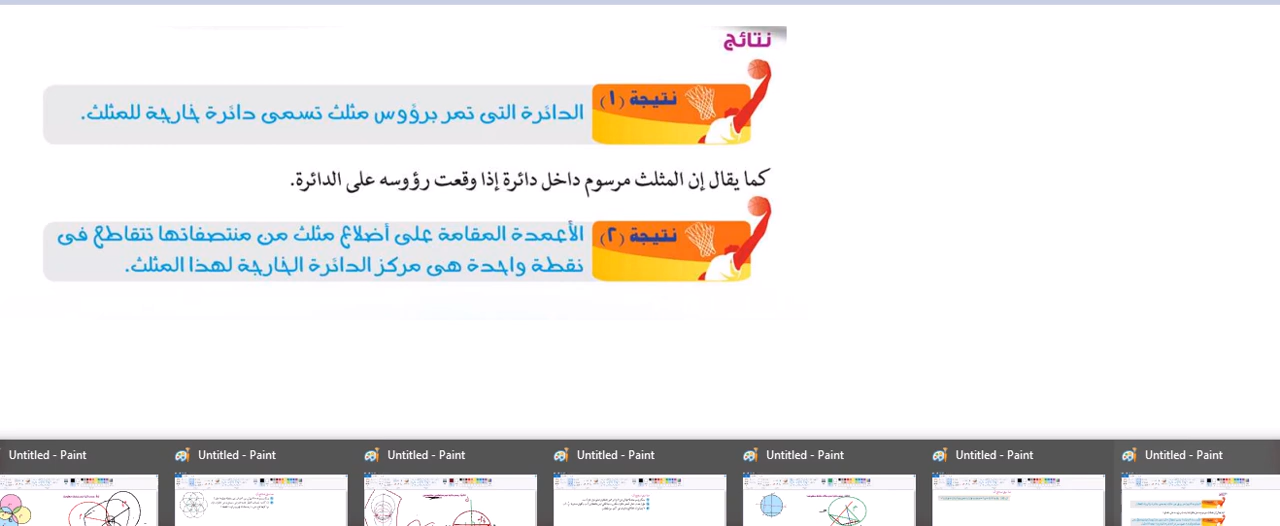 نتائج
نتيجة (١)
الدائرة التى تمر برؤوس مثلث تسمى دائرة خارجة للمثلث.
كما يقال إن المثلث مرسوم داخل دائرة إذا وقعت رؤوسه على الدائرة.
نتيجة (٢)
الأعمدة المقامة على أضلاع مثلث من منتصفاتها تتقاطع فى
نقطة واحدة هى مركز الدائرة الخارجة لهذا المثلث.
Untitled - Paint
Untitled - Paint
Untitled - Paint
Untitled - Paint
Untitled - Paint
Untitled - Paint
Untitled - Paint